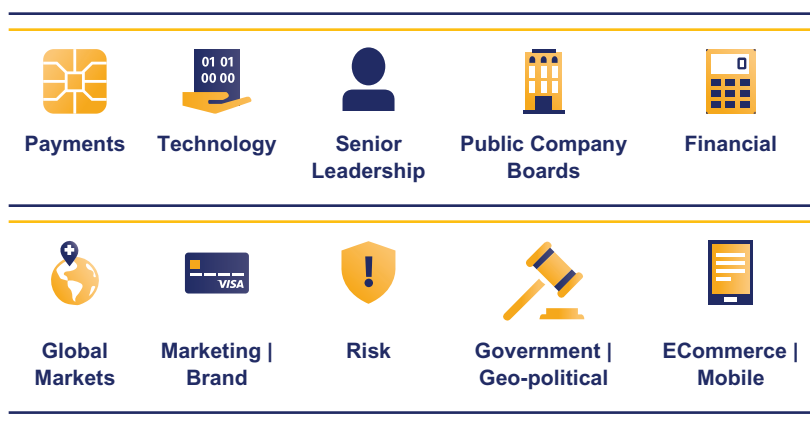 01 01
00 00
0
Payments
Technology
Senior
Leadership
Public Company
Boards
Financial
VISA
!
Global
Markets
Marketing |
Brand
Risk
Government |
Geo-political
ECommerce |
Mobile